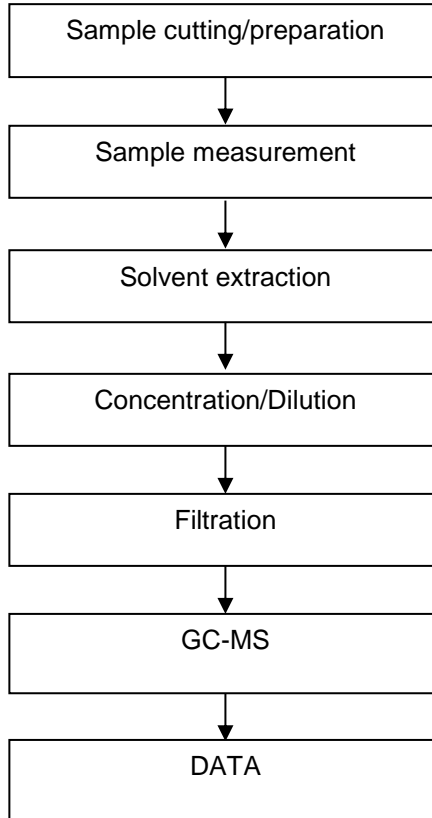 Sample cutting/preparation
Sample measurement
Solvent extraction
Concentration/Dilution
Filtration
GC-MS
DATA